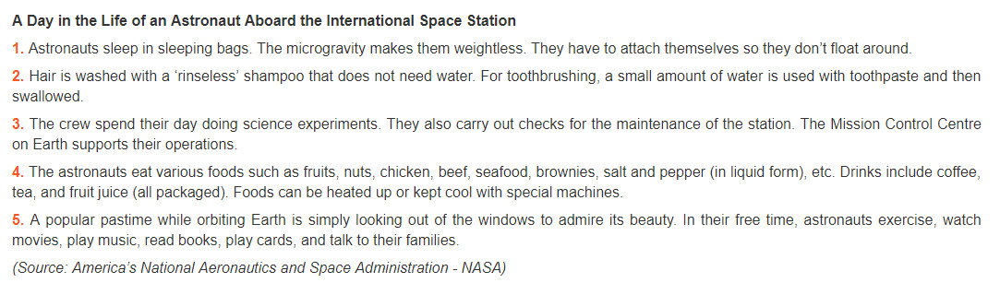 A Day in the Life of an Astronaut Aboard the International Space Station
1. Astronauts sleep in sleeping bags. The microgravity makes them weightless. They have to attach themselves so they don’t float around.
2. Hair is washed with a ‘rinseless’ shampoo that does not need water. For toothbrushing, a small amount of water is used with toothpaste and then
swallowed.
3. The crew spend their day doing science experiments. They also carry out checks for the maintenance of the station. The Mission Control Centre
on Earth supports their operations.
4. The astronauts eat various foods such as fruits, nuts, chicken, beef, seafood, brownies, salt and pepper (in liquid form), etc. Drinks include coffee,
tea, and fruit juice (all packaged). Foods can be heated up or kept cool with special machines.
5. A popular pastime while orbiting Earth is simply looking out of the windows to admire its beauty. In their free time, astronauts exercise, watch
movies, play music, read books, play cards, and talk to their families.
(Source: America’s National Aeronautics and Space Administration - NASA)